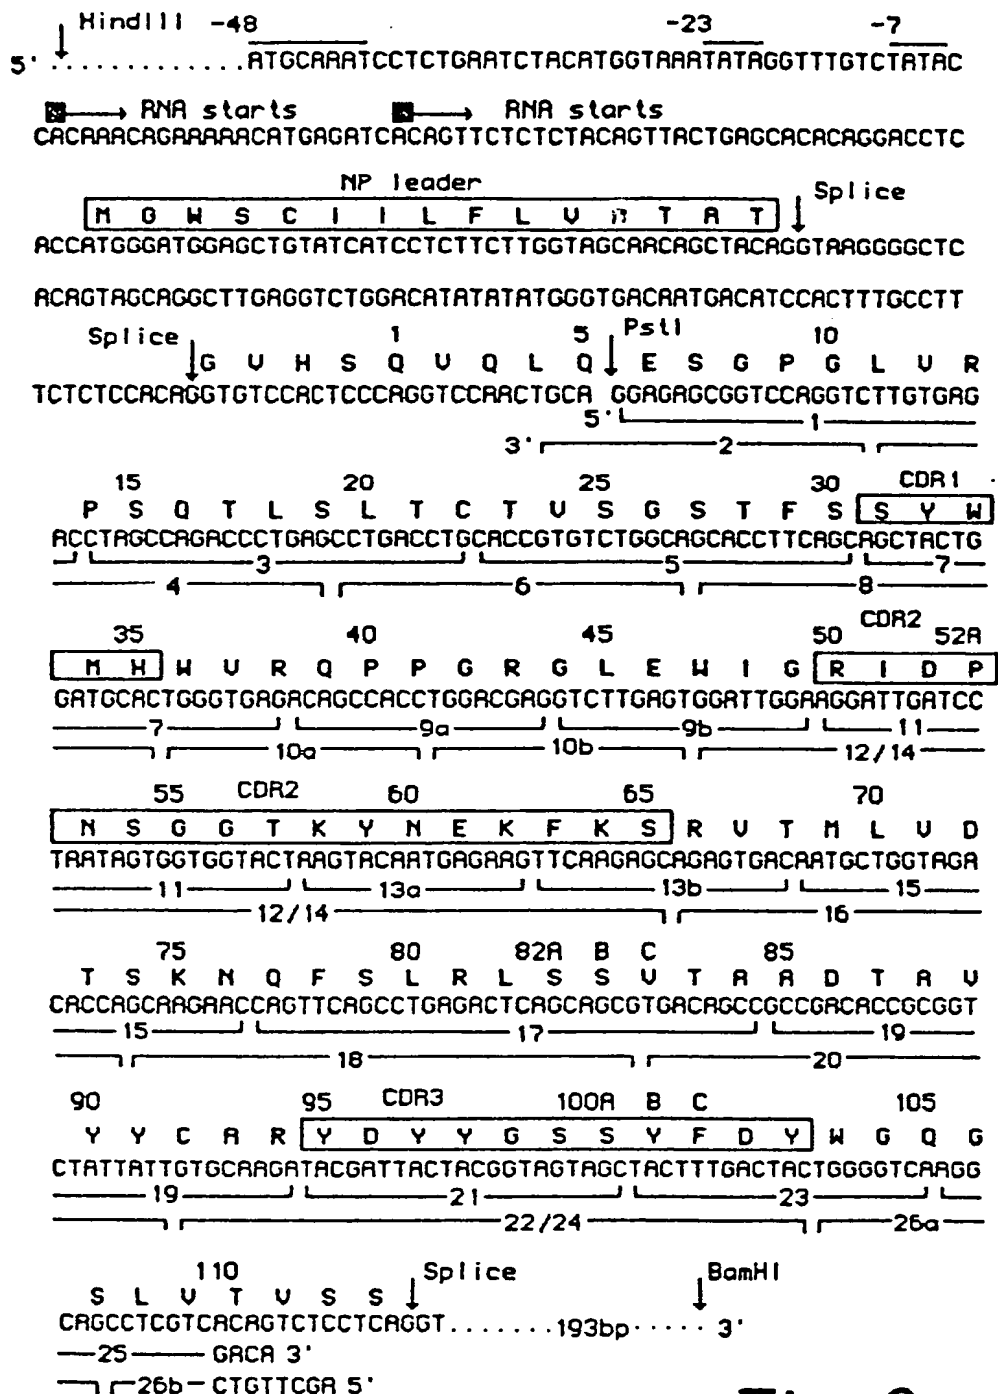 HindIII -48 -23 -7
5' ..............ATGCAAATCCTCTGAATCTACATGGTAAATATAGGTTTGTCTATAC
RNA starts RNA starts
CACAAACAGAAAAACATGAGATCACAGTTCTCTCTACAGTTACTGAGCACACAGGACCTC
NP leader Splice
M G W S C I I L F L V A T A T
ACCATGGGATGGAGCTGTATCATCCTCTTCTTGGTAGCAACAGCTACAGGTAAGGGGCTC
ACAGTAGCAGGCTTGAGGTCTGGACATATATATGGGTGACAATGACATCCACTTTGCCTT
Splice 1 5 PstI 10
G V H S Q V Q L Q E S G P G L V R
TCTCTCCACAGGTGTCCACTCCCAGGTCCAACTGCA GGAGAGCGGTCCAGGTCTTGTGAG
5' 1
3' 2
15 20 25 30 CDR1
P S Q T L S L T C T V S G S T F S S Y W
ACCTAGCCAGACCCTGAGCCTGACCTGCACCGTGTCTGGCAGCACCTTCAGCAGCTACTG
3 5 7
4 6 8
35 40 45 50 CDR2 52A
M H W V R Q P P G R G L E W I G R I D P
GATGCACTGGGTGAGACAGCCACCTGGACGAGGTCTTGAGTGGATTGGAAGGATTGATCC
7 9a 9b 11
10a 10b 12/14
55 CDR2 60 65 70
N S G G T K Y N E K F K S R V T M L V D
TAATAGTGGTGGTACTAAGTACAATGAGAAGTTCAAGAGCAGAGTGACAATGCTGGTAGA
11 13a 13b 15
12/14 16
75 80 82A B C 85
T S K N Q F S L R L S S V T A A D T A V
CACCAGCAAGAACCAGTTCAGCCTGAGACTCAGCAGCGTGACAGCCGCCGACACCGCGGT
15 17 19
18 20
90 95 CDR3 100A B C 105
Y Y C A R Y D Y Y G S S Y F D Y W G Q G
CTATTATTGTGCAAGATACGATTACTACGGTAGTAGCTACTTTGACTACTGGGGTCAAGG
19 21 23
22/24 26a
110 Splice BamHI
S L V T V S S
CAGCCTCGTCACAGTCTCCTCAGGT.......193bp..... 3'
25 GACA 3'
26b CTGTTCGA 5'